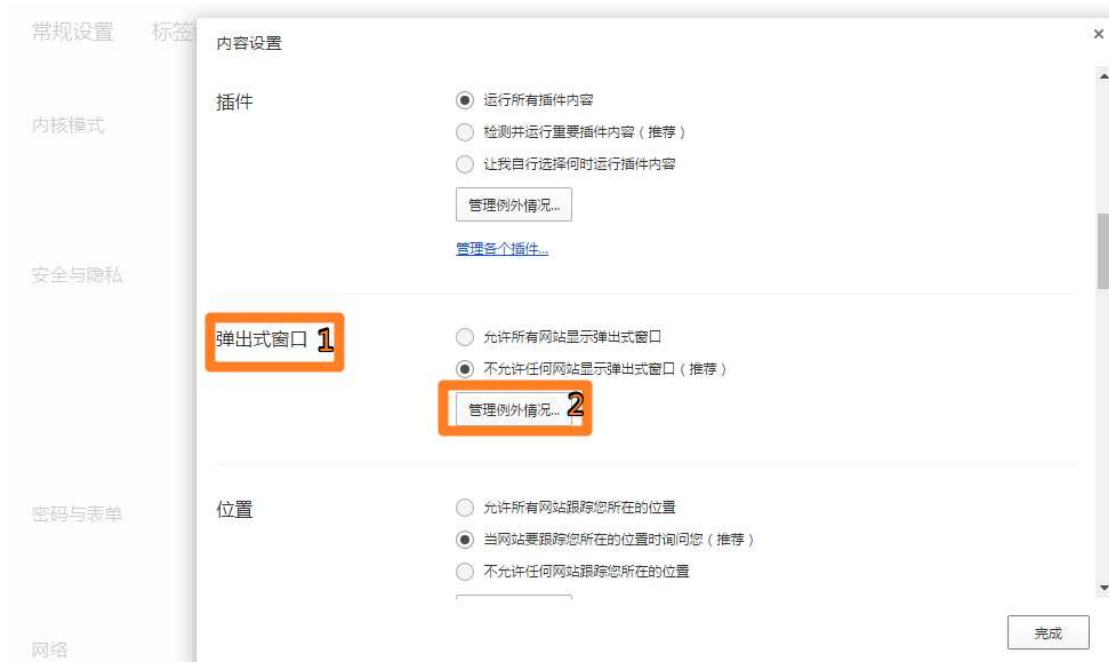 常规设置 标签
内容设置
×
插件
运行所有插件内容
内核模式
检测并运行重要插件内容（推荐）
让我自行选择何时运行插件内容
管理例外情况...
管理各个插件...
安全与隐私
弹出式窗口 1
允许所有网站显示弹出式窗口
不允许任何网站显示弹出式窗口（推荐）
管理例外情况... 2
位置
允许所有网站跟踪您所在的位置
密码与表单
当网站要跟踪您所在的位置时询问您（推荐）
不允许任何网站跟踪您所在的位置
完成
网络